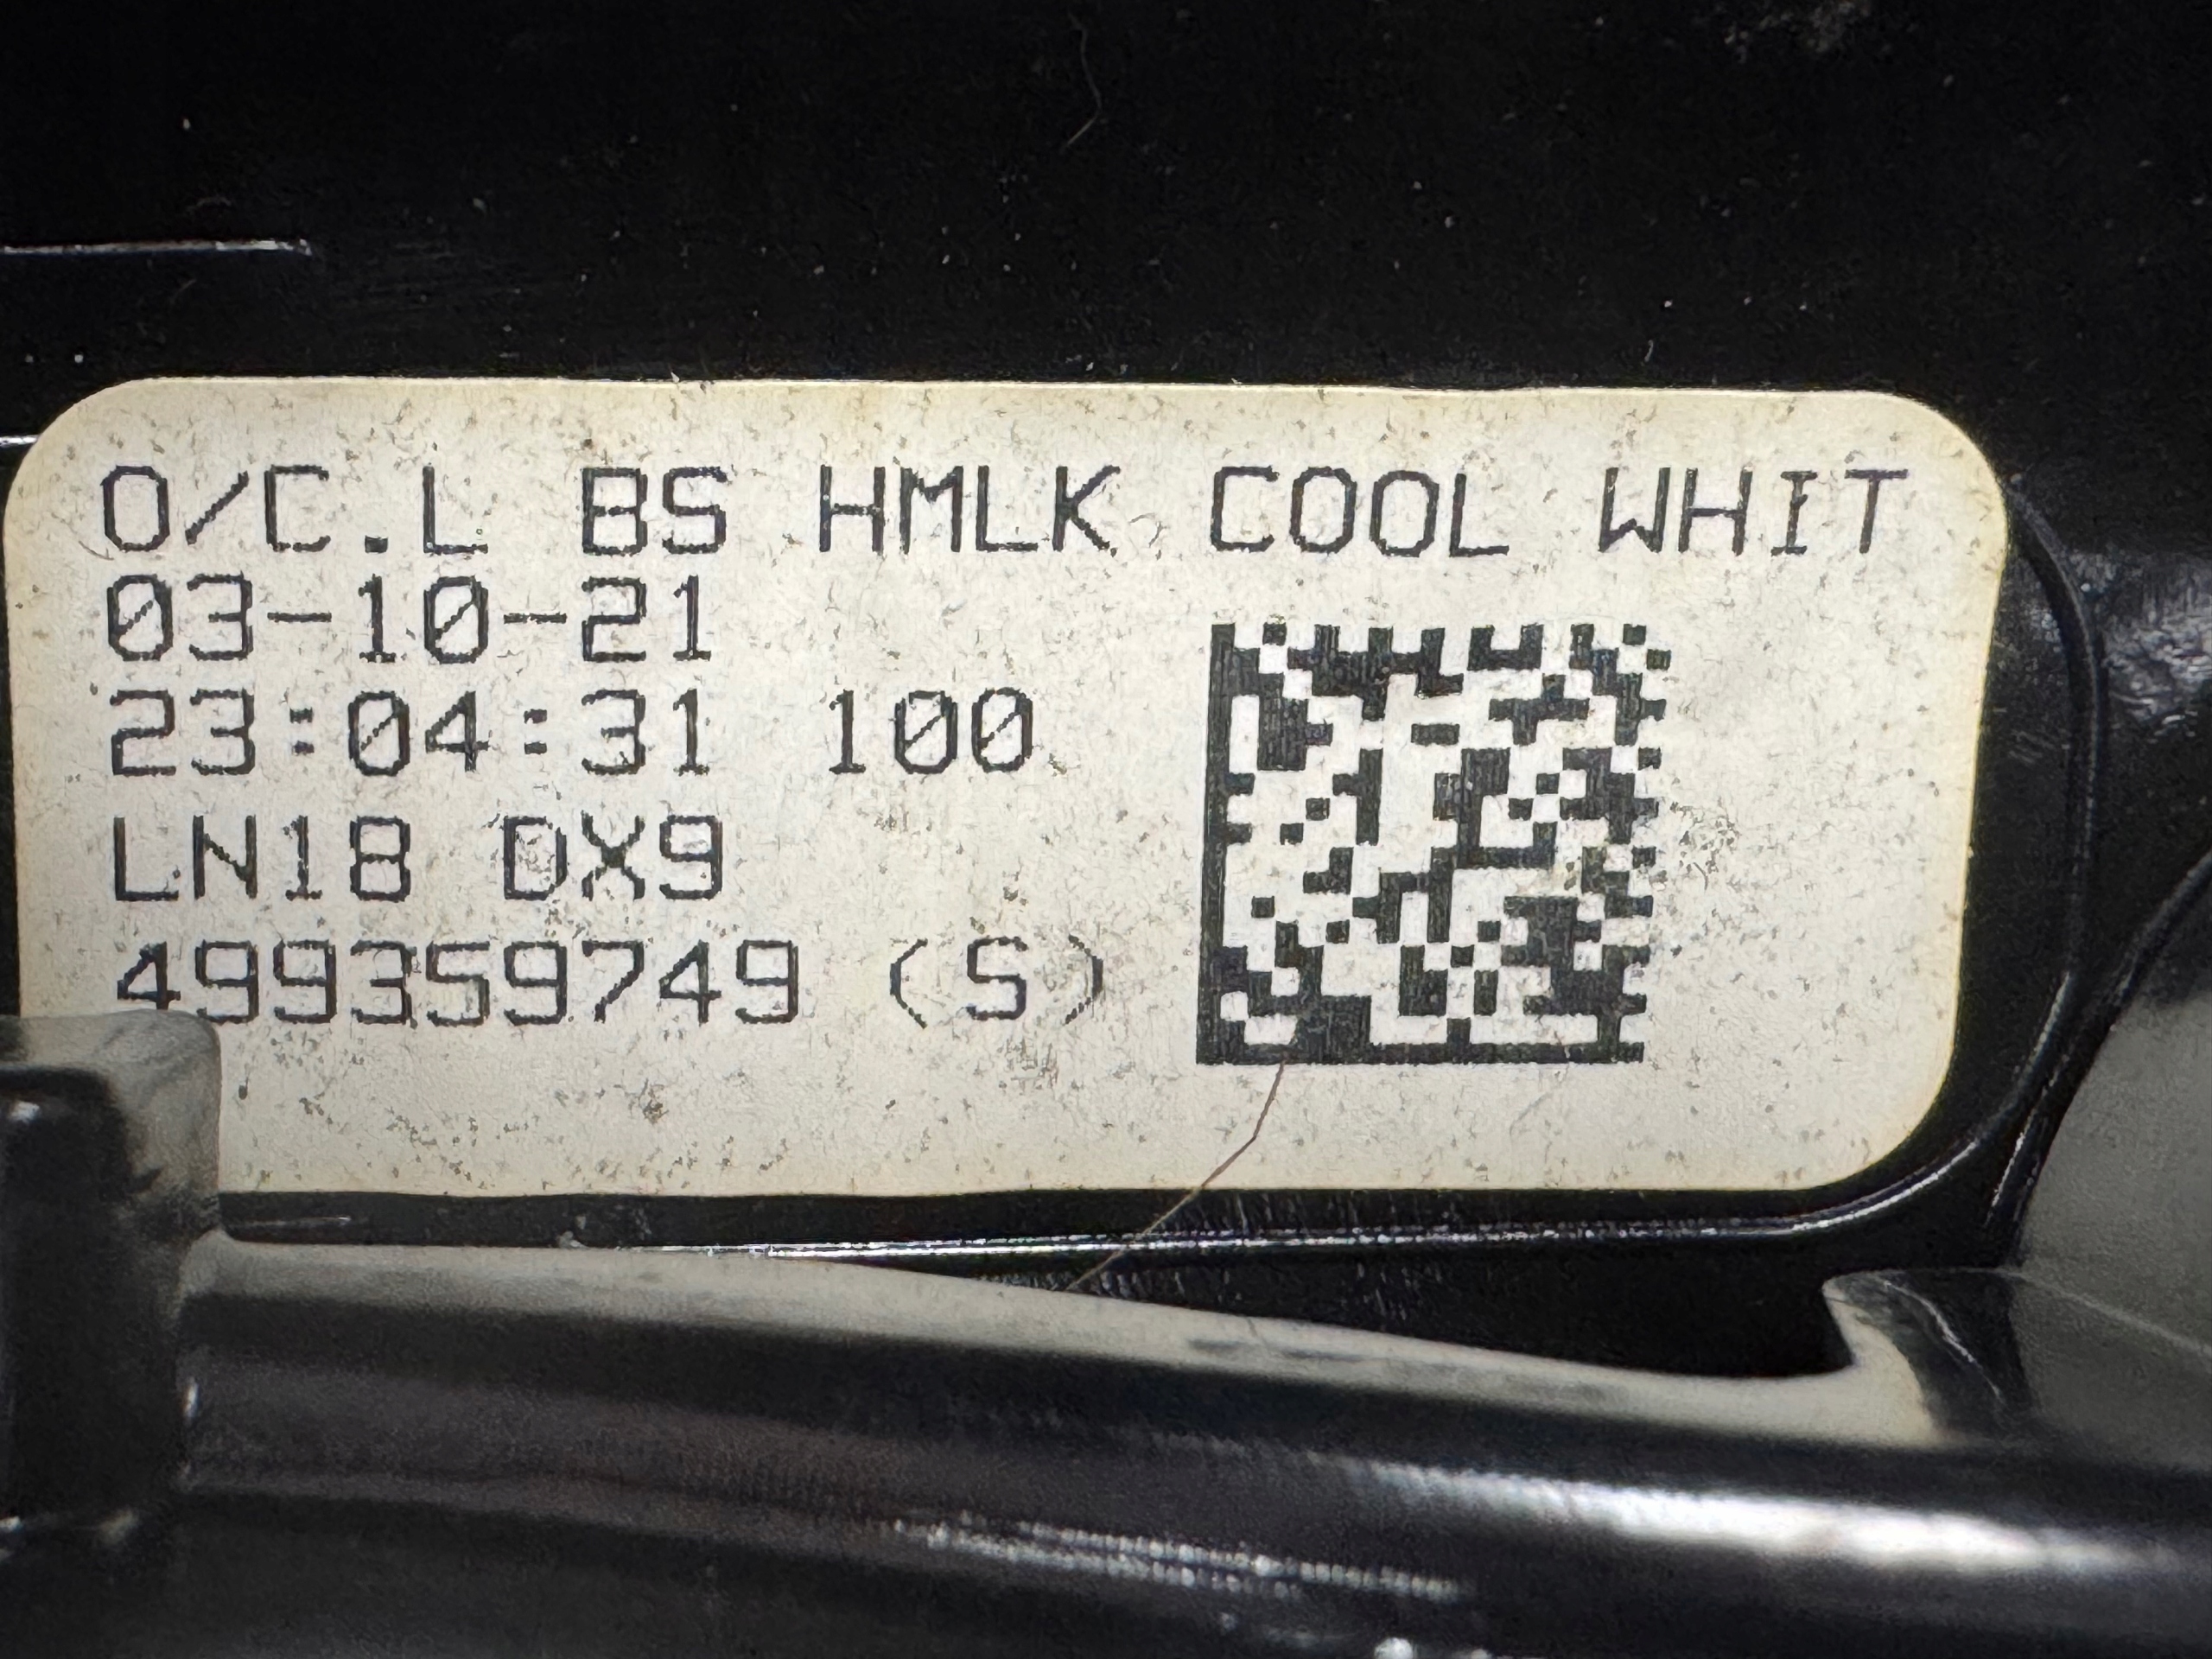 O/C.L BS HMLK COOL WHIT
03-10-21
23:04:31 100
LN18 DX9
499359749 (S)